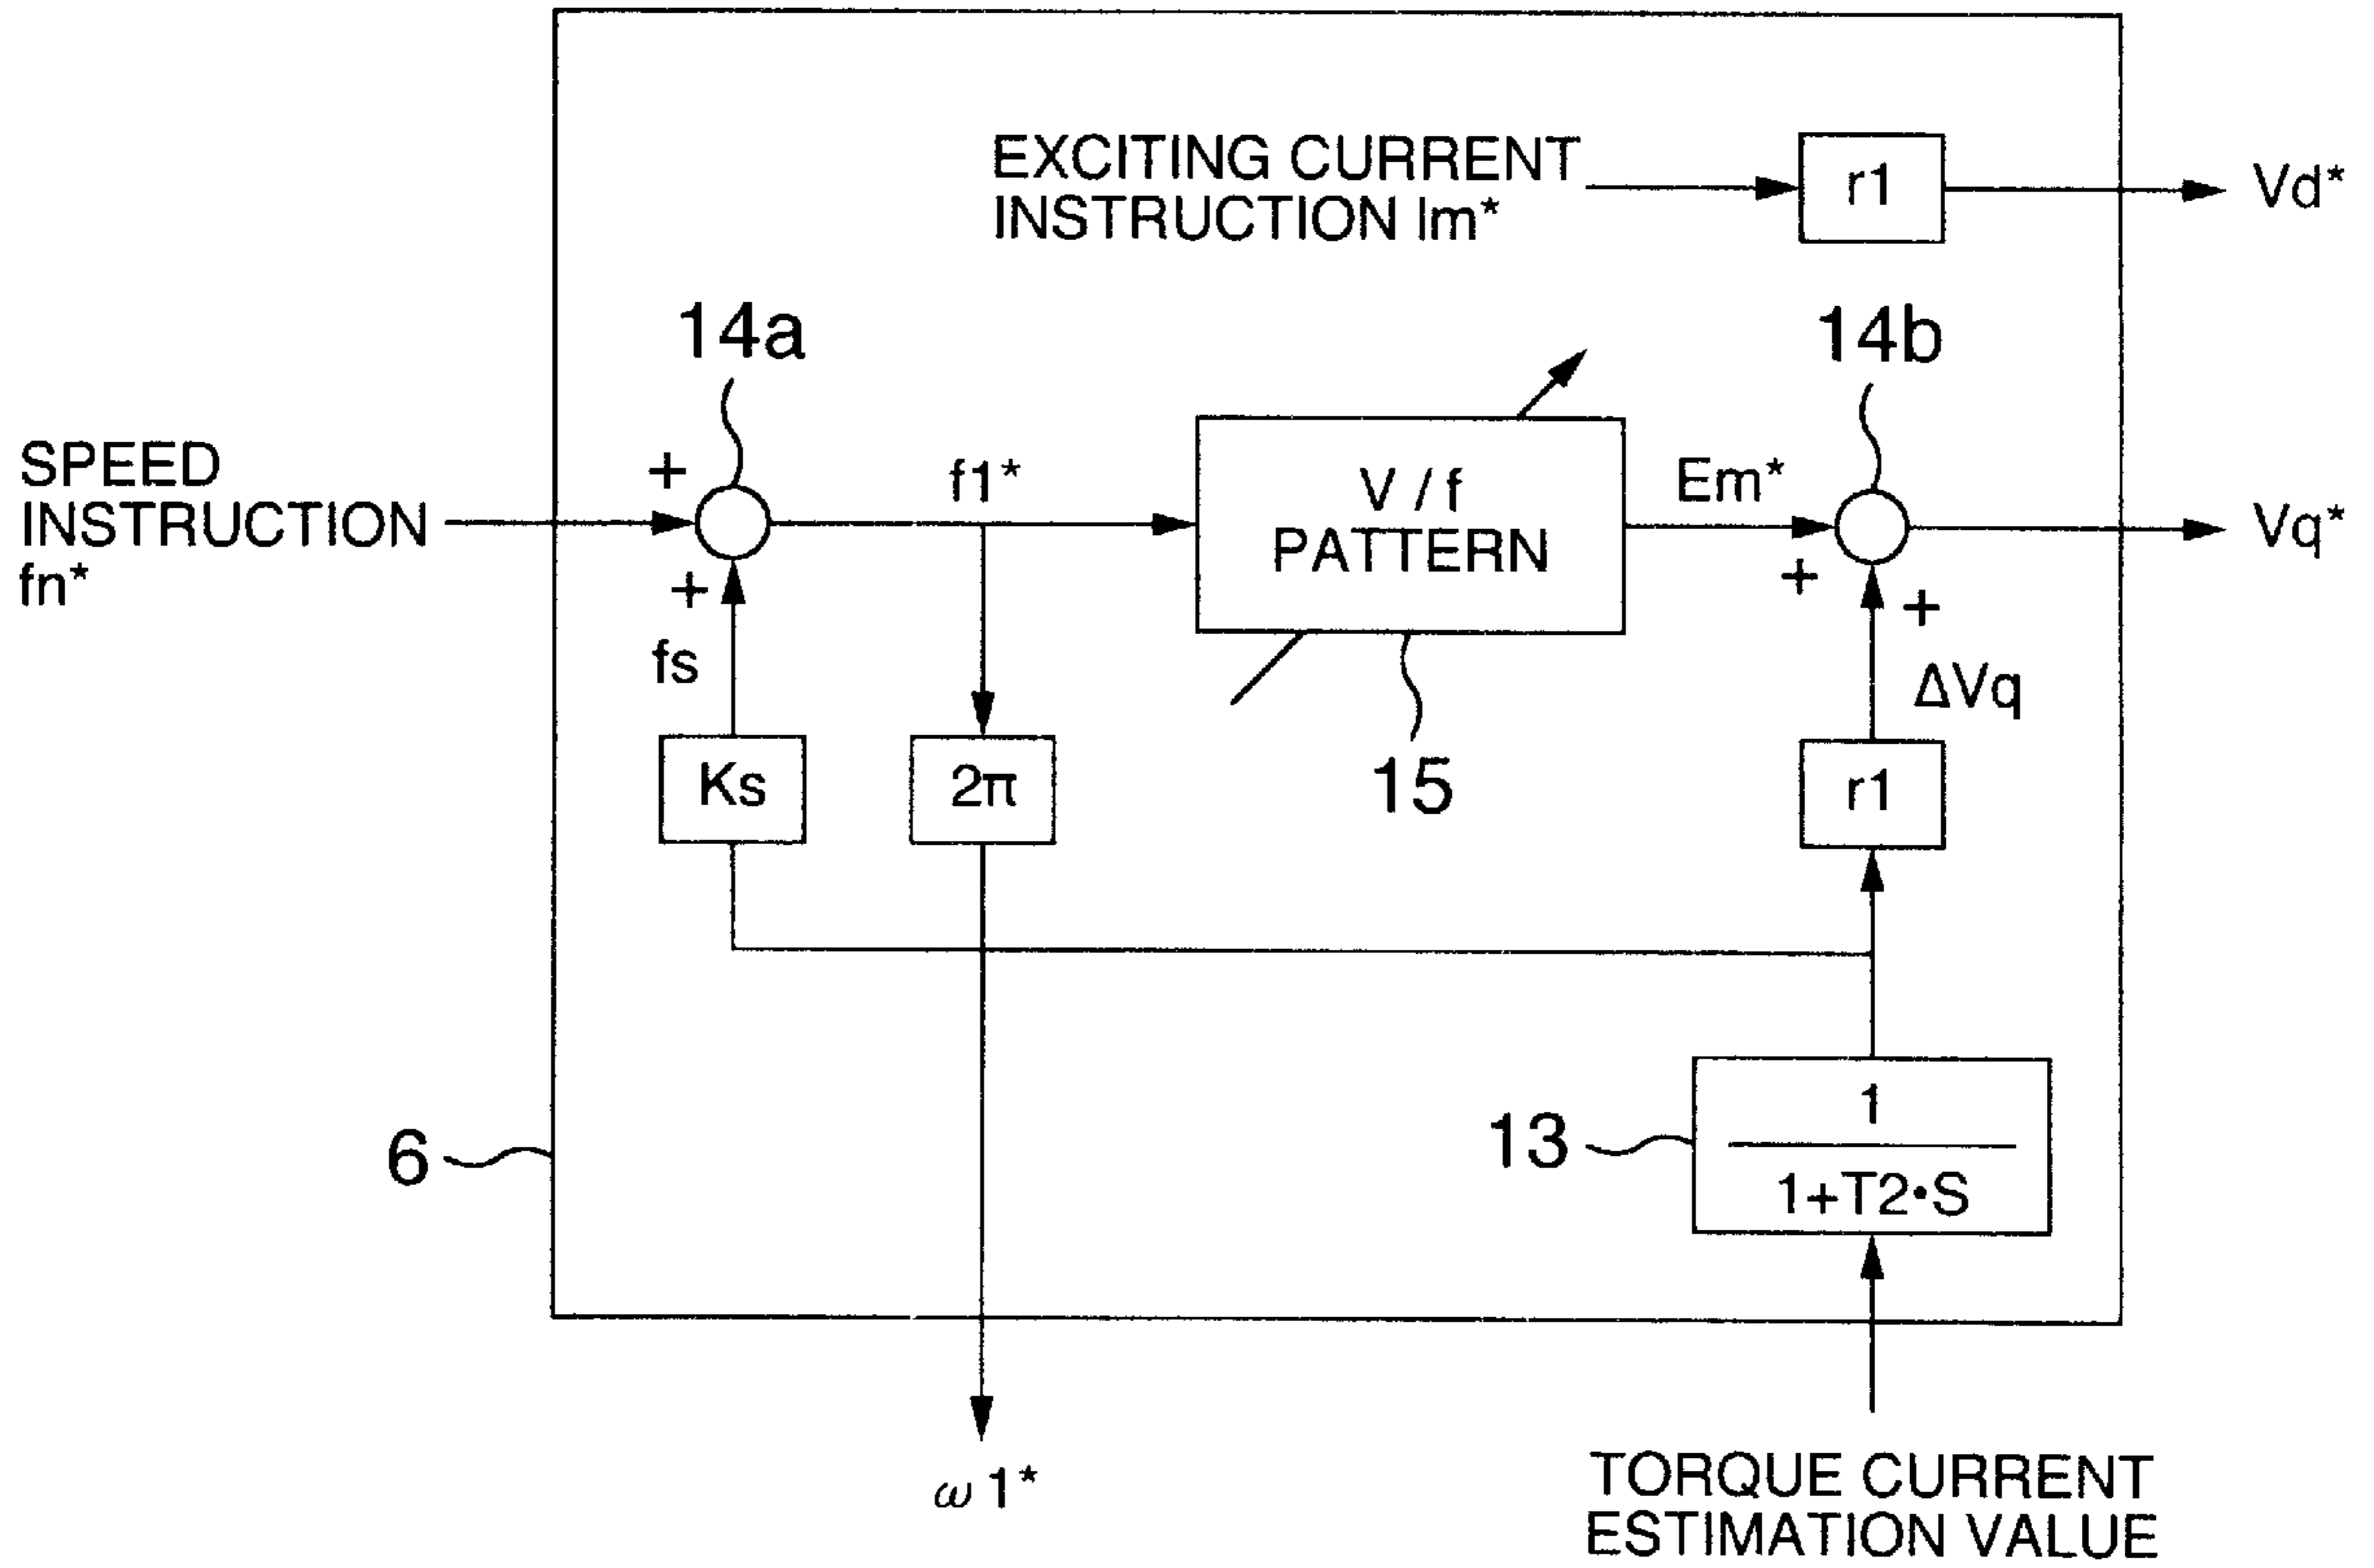 EXCITING CURRENT
INSTRUCTION Im*
r1
Vd*
14a
14b
SPEED
INSTRUCTION
fn*
+
+
fs
f1*
V / f
PATTERN
Em*
+
+
Vq*
ΔVq
15
Ks
2π
r1
6
13
1
1+T2•S
ω1*
TORQUE CURRENT
ESTIMATION VALUE